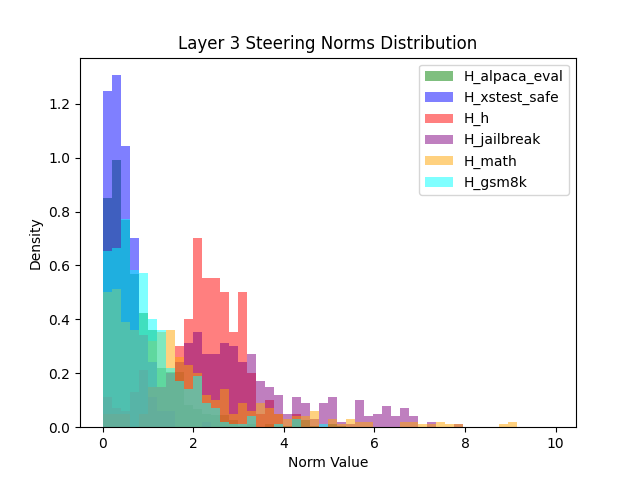 Layer 3 Steering Norms Distribution
H_alpaca_eval
H_xstest_safe
H_h
H_jailbreak
H_math
H_gsm8k
Density
1.2
1.0
0.8
0.6
0.4
0.2
0.0
0 2 4 6 8 10
Norm Value